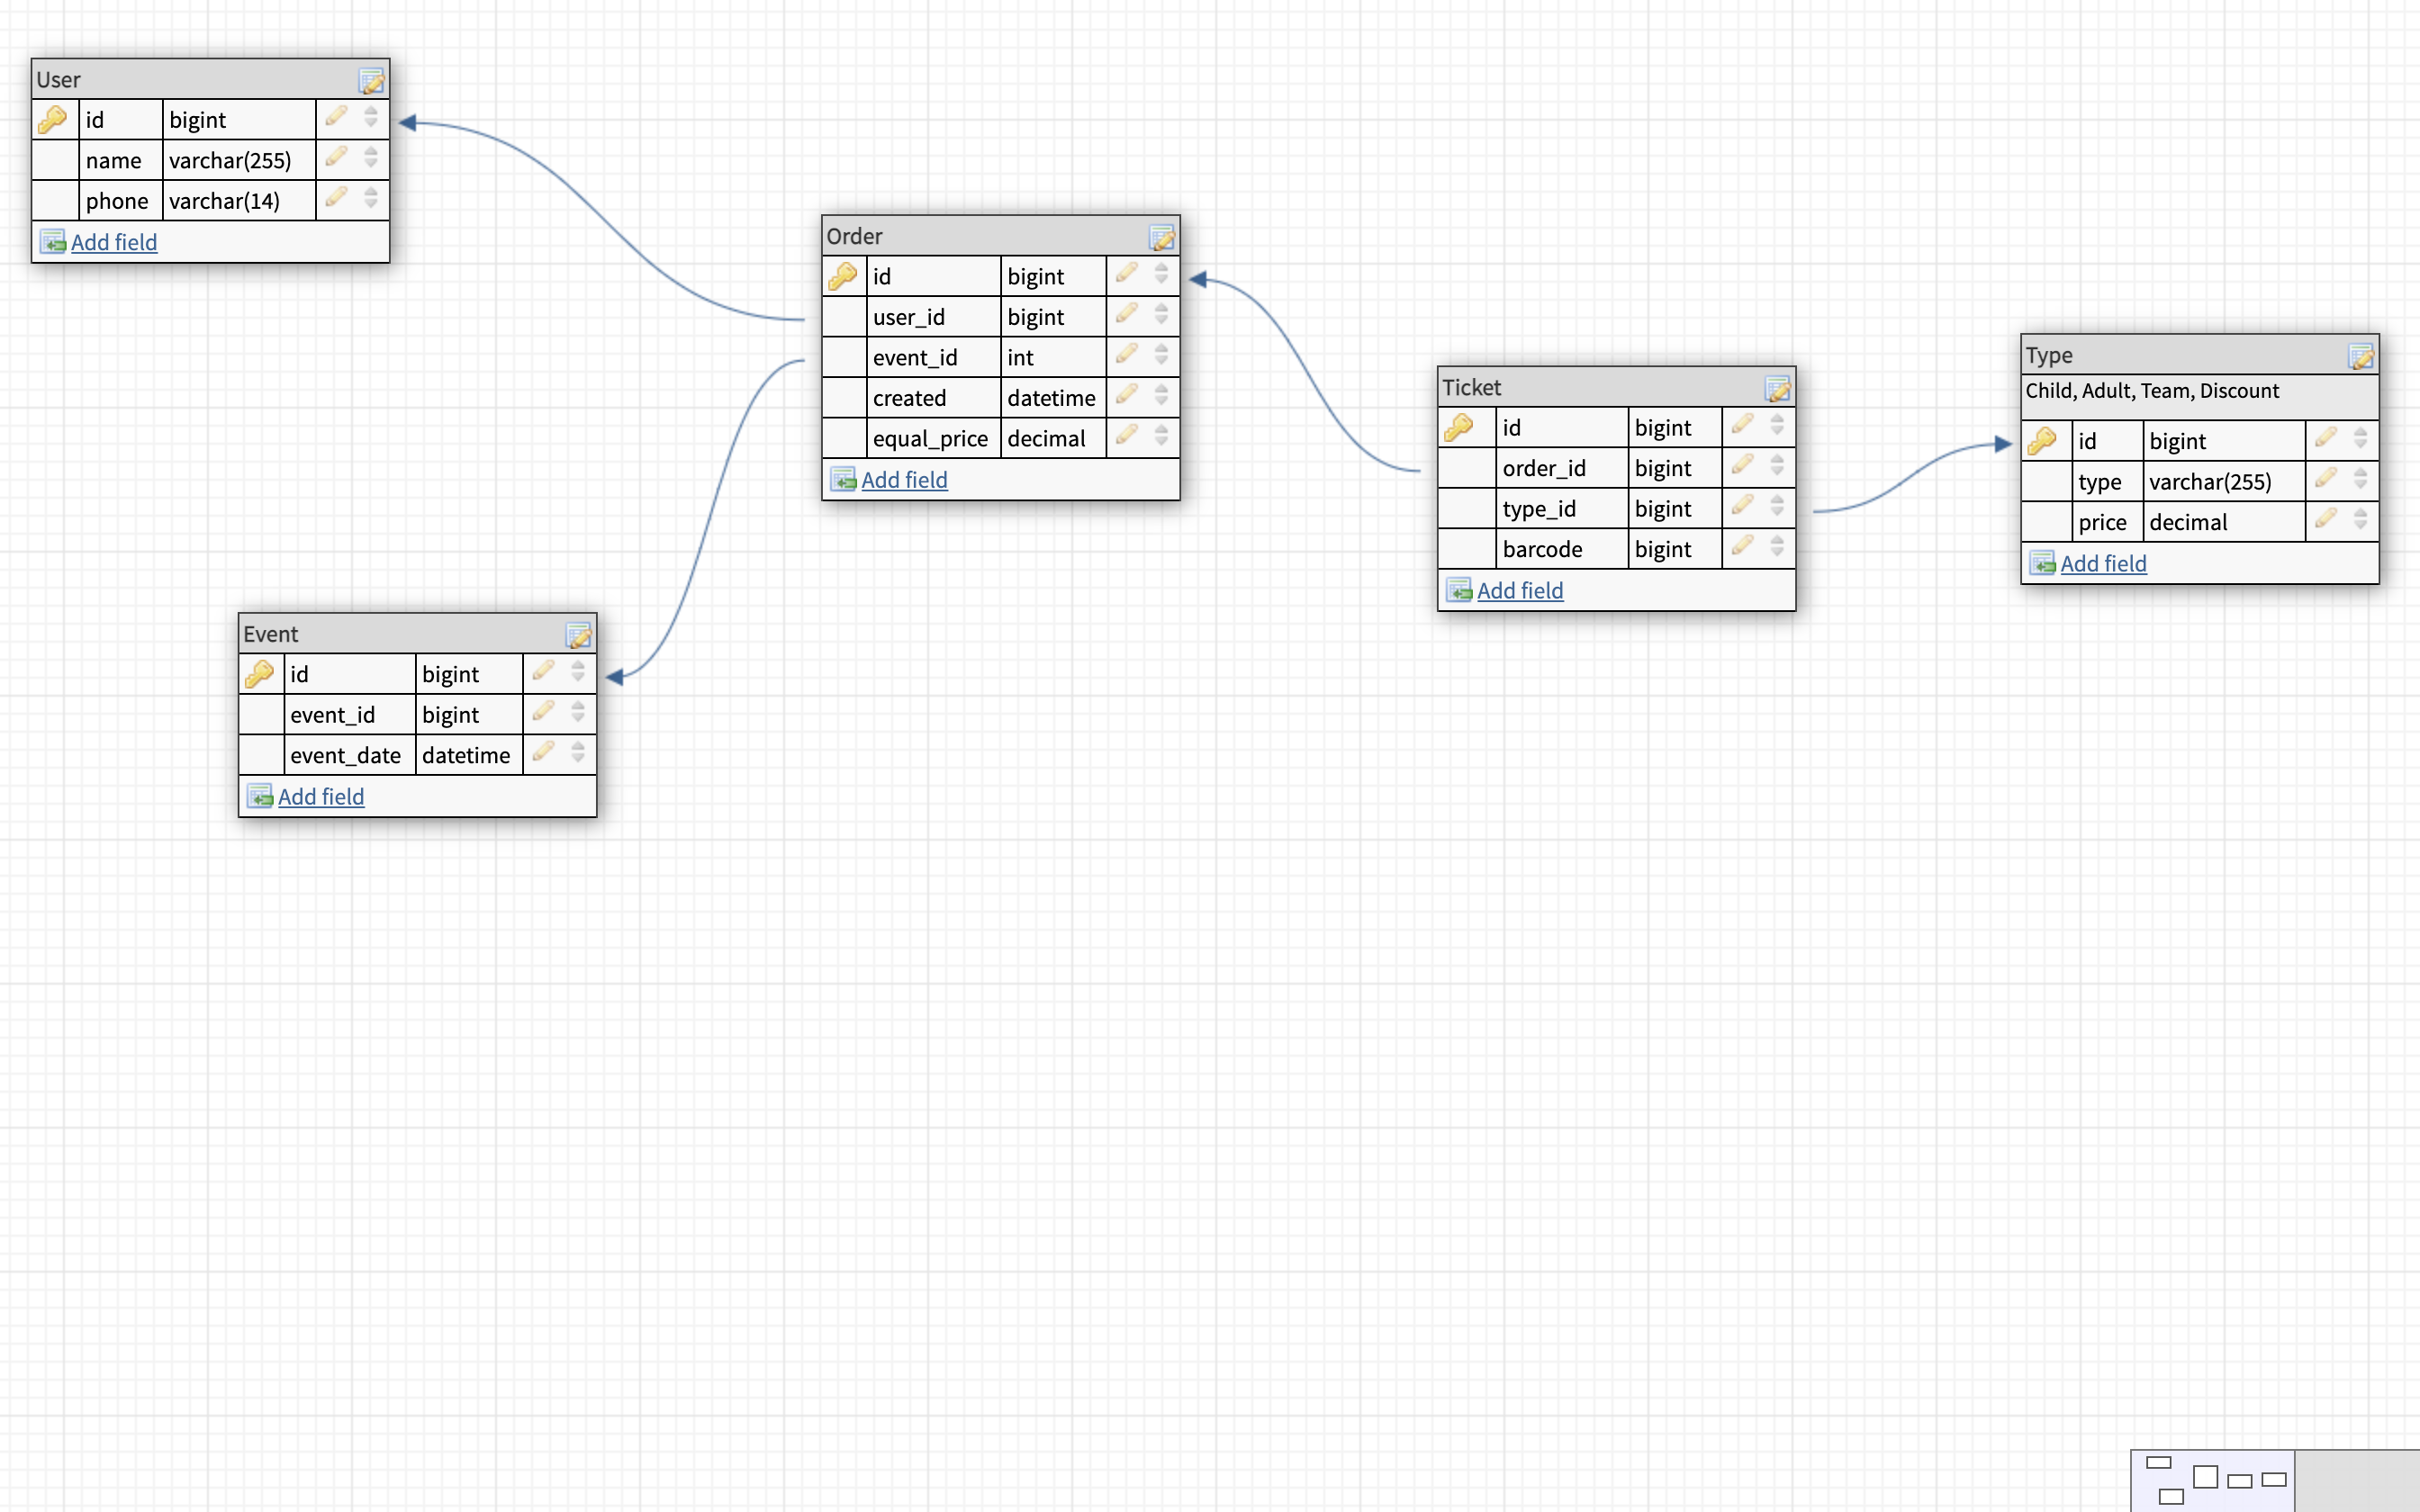 User
id bigint
name varchar(255)
phone varchar(14)
Add field
Order
id bigint
user_id bigint
event_id int
created datetime
equal_price decimal
Add field
Ticket
id bigint
order_id bigint
type_id bigint
barcode bigint
Add field
Type
Child, Adult, Team, Discount
id bigint
type varchar(255)
price decimal
Add field
Event
id bigint
event_id bigint
event_date datetime
Add field